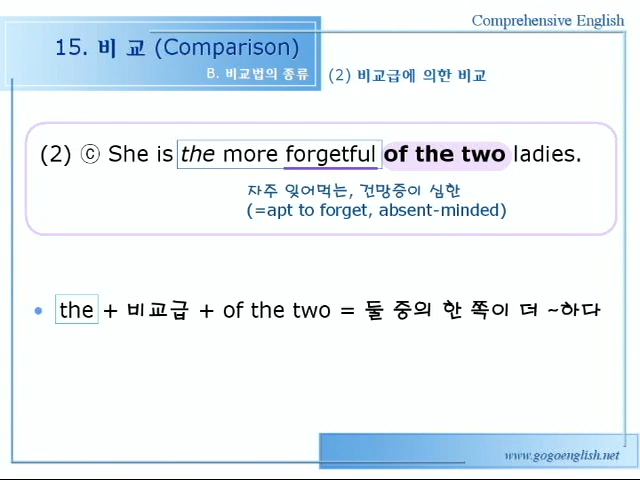 Comprehensive English
15. 비 교 (Comparison)
B. 비교법의 종류
(2) 비교급에 의한 비교
(2) ⓒ She is the more forgetful of the two ladies.
자주 잊어먹는, 건망증이 심한
(=apt to forget, absent-minded)
• the + 비교급 + of the two = 둘 중의 한 쪽이 더 ~하다
www.gogoenglish.net